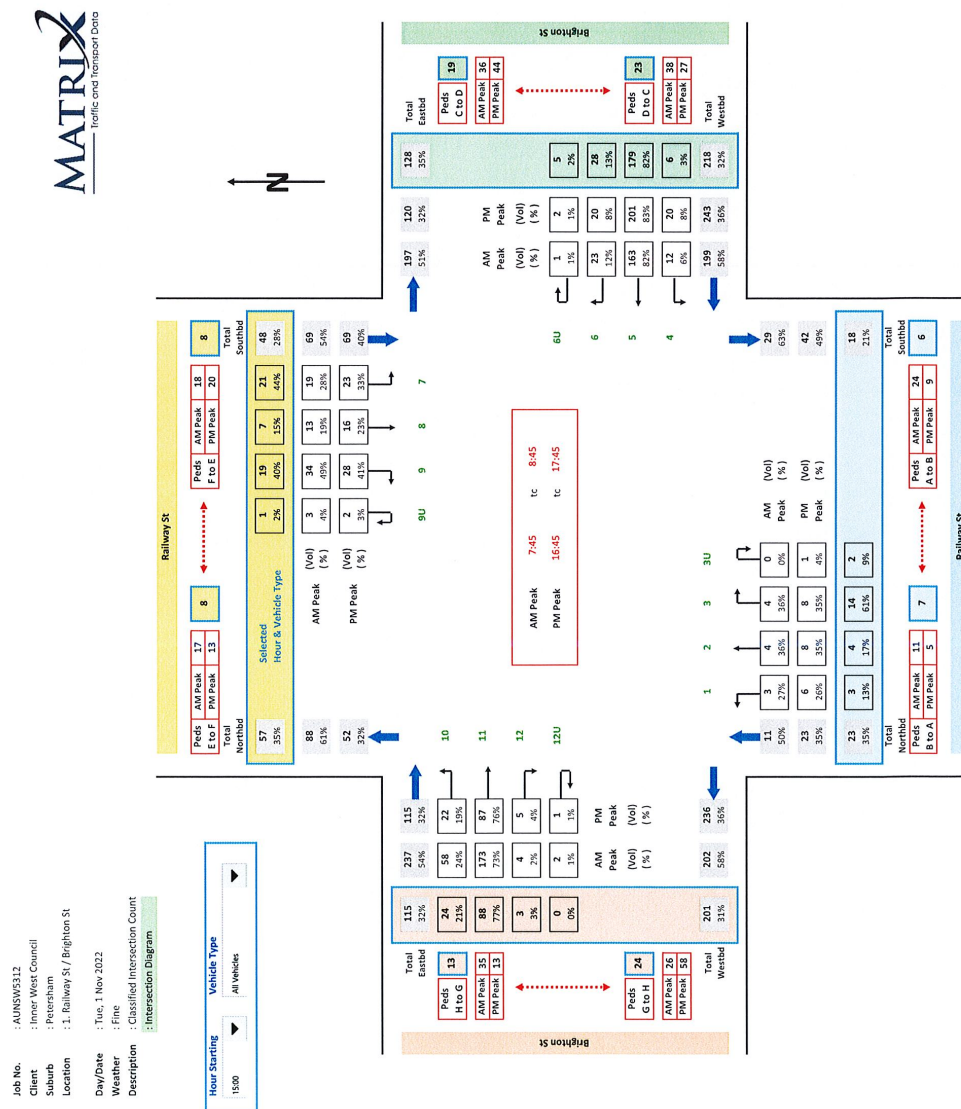 MATRIX
Traffic and Transport Data
Job No. : AUNSW5312
Client : Inner West Council
Suburb : Petersham
Location : 1. Railway St / Brighton St
Day/Date : Tue, 1 Nov 2022
Weather : Fine
Description : Classified Intersection Count
: Intersection Diagram
Hour Starting Vehicle Type
15:00 All Vehicles
N
Railway St
Peds E to F AM Peak 17 PM Peak 13
8
Peds F to E AM Peak 18 PM Peak 20
8
Total Northbd
Total Southbd
57 35%
Selected Hour & Vehicle Type
1 2% 19 40% 7 15% 21 44% 48 28%
88 61% AM Peak (Vol) (%) 3 4% 34 49% 13 19% 19 28% 69 54%
52 32% PM Peak (Vol) (%) 2 3% 28 41% 16 23% 23 33% 69 40%
9U 9 8 7
Brighton St
Total Eastbd
115 32% 237 54% 115 32%
Peds H to G 13
AM Peak 35
PM Peak 13
24 21% 58 24% 22 19% 10
88 77% 173 73% 87 76% 11
3 3% 4 2% 5 4% 12
0 0% 2 1% 1 1% 12U
AM Peak (Vol) (%)
PM Peak (Vol) (%)
Peds G to H 24
AM Peak 26
PM Peak 58
Total Westbd
201 31% 202 58% 236 36%
AM Peak 7:45 tc 8:45
PM Peak 16:45 tc 17:45
197 51% 120 32% 128 35%
Total Eastbd
Peds C to D 19
AM Peak 36
PM Peak 44
AM Peak (Vol) (%)
PM Peak (Vol) (%)
6U 1 1% 2 1% 5 2%
6 23 12% 20 8% 28 13%
5 163 82% 201 83% 179 82%
4 12 6% 20 8% 6 3%
Peds D to C 23
AM Peak 38
PM Peak 27
199 58% 243 36% 218 32%
Total Westbd
Brighton St
1 2 3 3U
11 50% 3 27% 4 36% 4 36% 0 0% AM Peak (Vol) (%) 29 63%
23 35% 6 26% 8 35% 8 35% 1 4% PM Peak (Vol) (%) 42 49%
23 35% 3 13% 4 17% 14 61% 2 9% 18 21%
Total Northbd
Total Southbd
Peds B to A AM Peak 11 PM Peak 5
7
Peds A to B AM Peak 24 PM Peak 9
6
Railway St